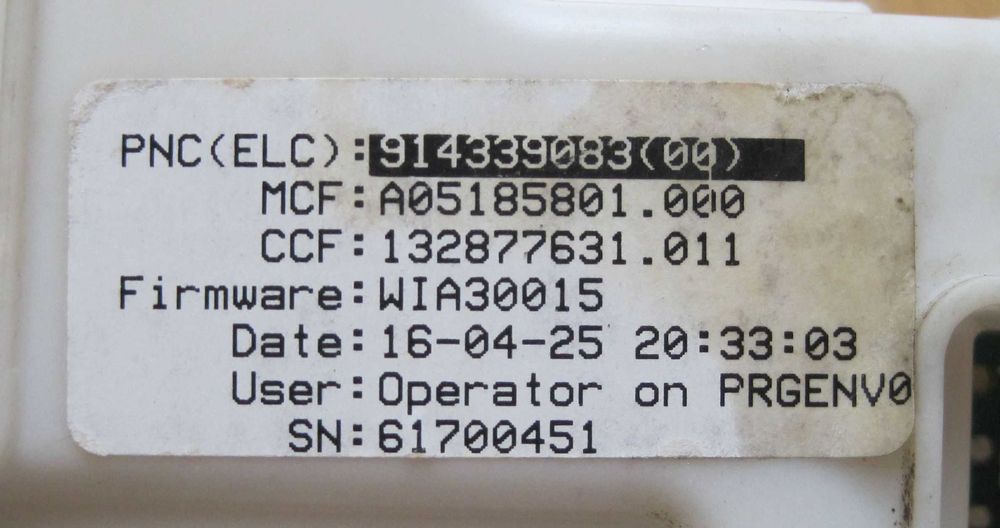 PNC(ELC):914339083(00)
MCF:A05185801.000
CCF:132877631.011
Firmware:WIA30015
Date:16-04-25 20:33:03
User:Operator on PRGENV0
SN:61700451